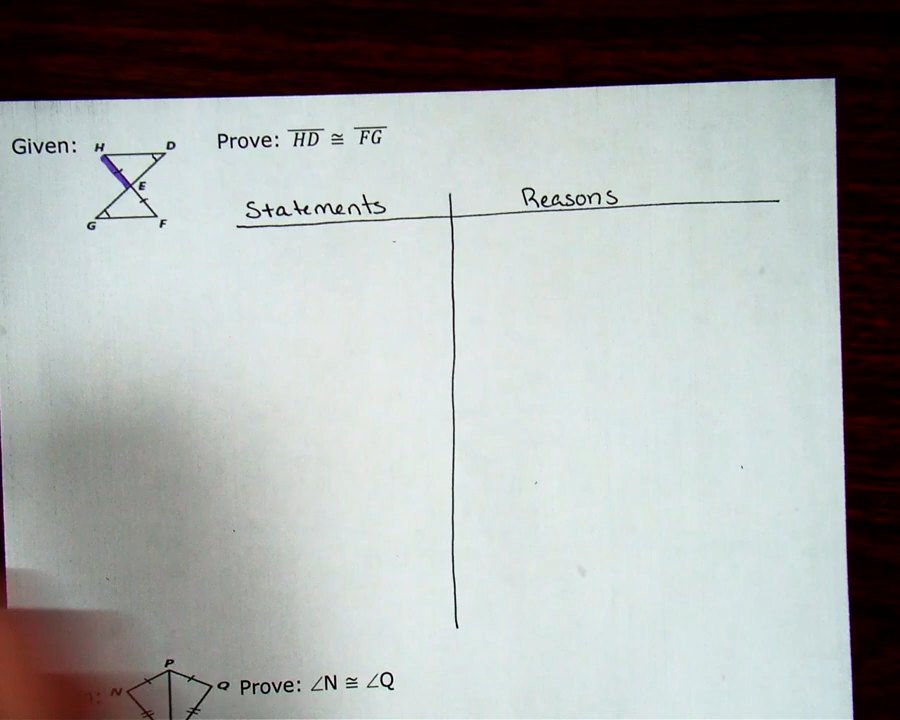 Given: H D Prove: HD ≅ FG
E
G F
Statements Reasons
P
N Q Prove: ∠N ≅ ∠Q